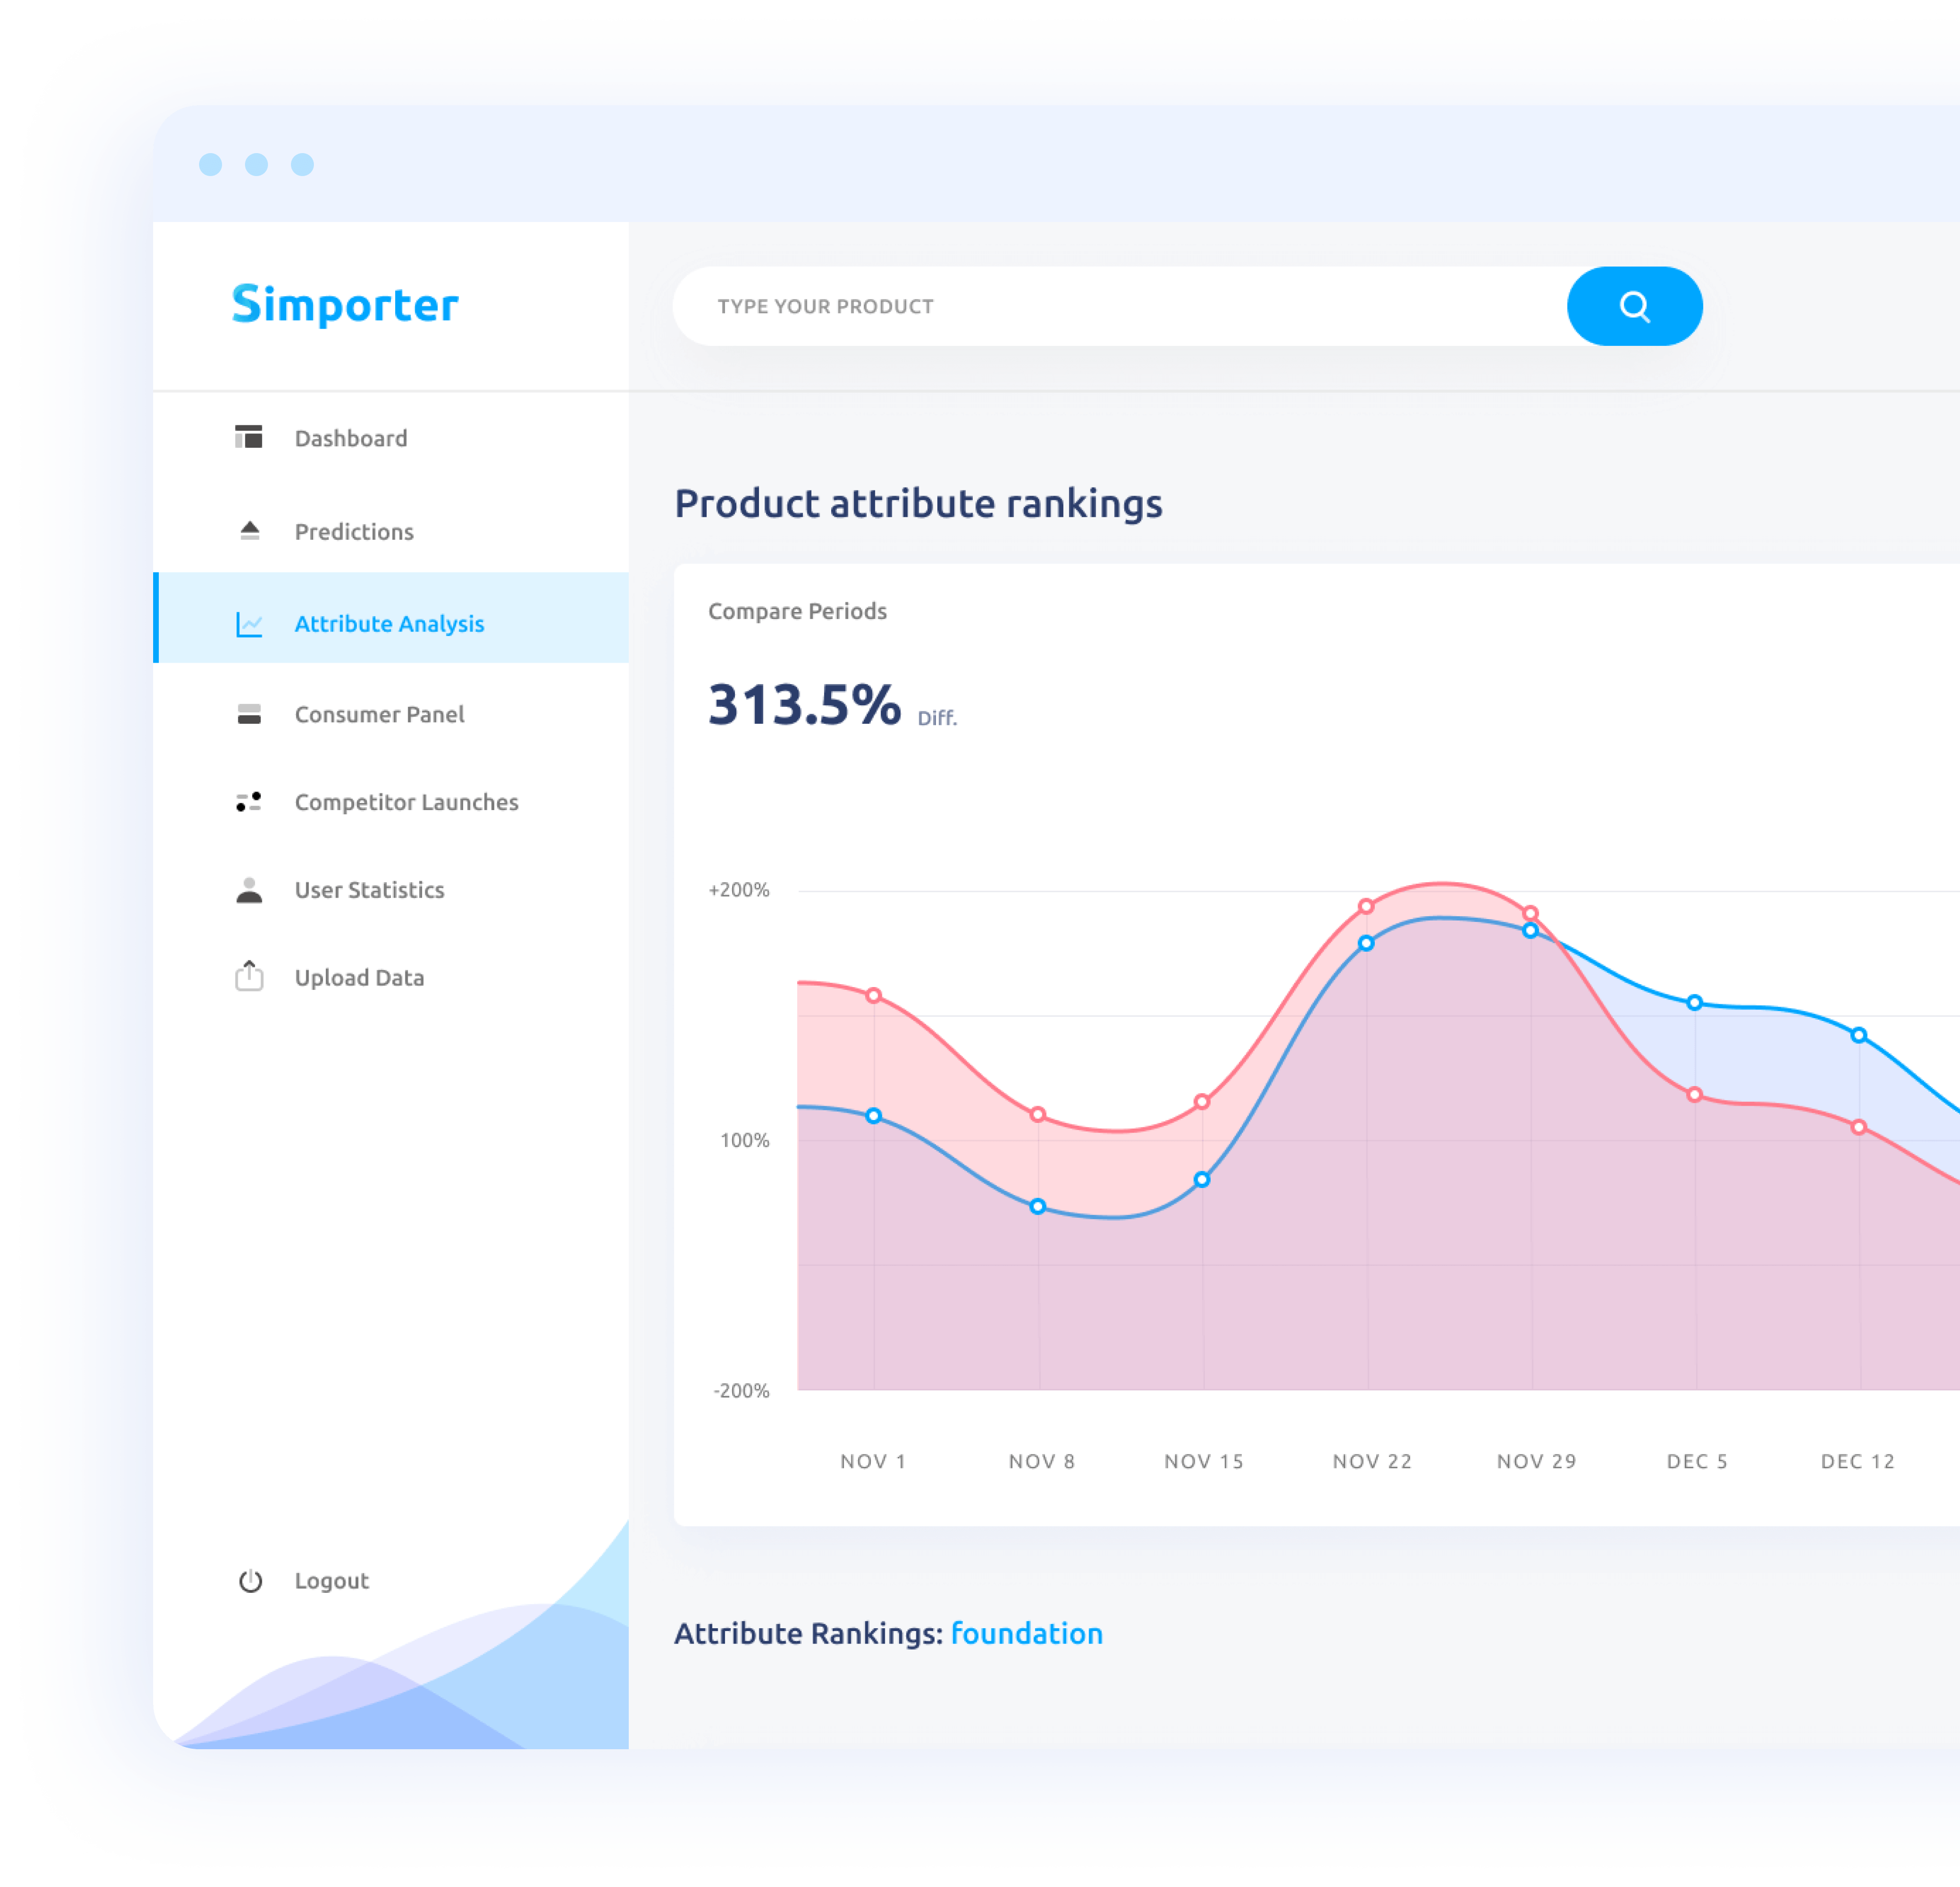 Simporter
TYPE YOUR PRODUCT
Dashboard
Predictions
Attribute Analysis
Consumer Panel
Competitor Launches
User Statistics
Upload Data
Logout
Product attribute rankings
Compare Periods
313.5% Diff.
+200%
100%
-200%
NOV 1 NOV 8 NOV 15 NOV 22 NOV 29 DEC 5 DEC 12
Attribute Rankings: foundation